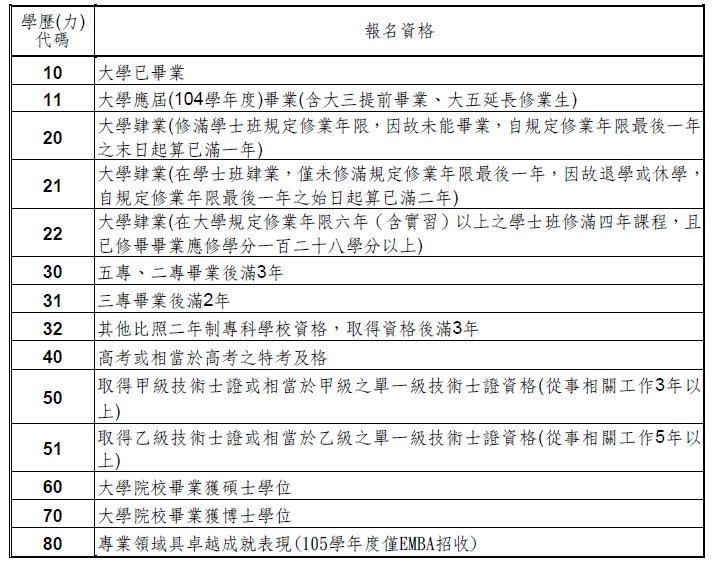 學歷(力)
代碼
報名資格
10 大學已畢業
11 大學應屆(104學年度)畢業(含大三提前畢業、大五延長修業生)
20 大學肄業(修滿學士班規定修業年限，因故未能畢業，自規定修業年限最後一年
之末日起算已滿一年)
21 大學肄業(在學士班肄業，僅未修滿規定修業年限最後一年，因故退學或休學，
自規定修業年限最後一年之始日起算已滿二年)
22 大學肄業(在大學規定修業年限六年（含實習）以上之學士班修滿四年課程，且
已修畢畢業應修學分一百二十八學分以上)
30 五專、二專畢業後滿3年
31 三專畢業後滿2年
32 其他比照二年制專科學校資格，取得資格後滿3年
40 高考或相當於高考之特考及格
50 取得甲級技術士證或相當於甲級之單一級技術士證資格(從事相關工作3年以
上)
51 取得乙級技術士證或相當於乙級之單一級技術士證資格(從事相關工作5年以
上)
60 大學院校畢業獲碩士學位
70 大學院校畢業獲博士學位
80 專業領域具卓越成就表現(105學年度僅EMBA招收)